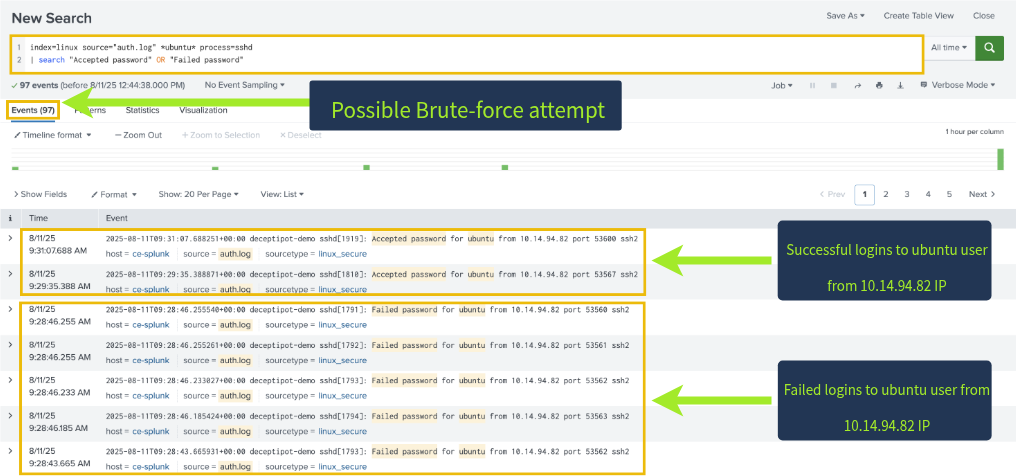 New Search
Save As ▾ Create Table View Close
1 index=linux source="auth.log" *ubuntu* process=sshd
2 | search "Accepted password" OR "Failed password"
All time ▾
✓ 97 events (before 8/11/25 12:44:38.000 PM) No Event Sampling ▾
Job ▾ Verbose Mode ▾
Possible Brute-force attempt
Events (97) Statistics Visualization
Timeline format ▾ — Zoom Out + Zoom to Selection × Deselect
1 hour per column
> Show Fields Format ▾ Show: 20 Per Page ▾ View: List ▾
< Prev 1 2 3 4 5 Next >
i Time Event
> 8/11/25 2025-08-11T09:31:07.688251+00:00 deceptipot-demo sshd[1919]: Accepted password for ubuntu from 10.14.94.82 port 53600 ssh2
9:31:07.688 AM host = ce-splunk source = auth.log sourcetype = linux_secure
> 8/11/25 2025-08-11T09:29:35.388871+00:00 deceptipot-demo sshd[1810]: Accepted password for ubuntu from 10.14.94.82 port 53567 ssh2
9:29:35.388 AM host = ce-splunk source = auth.log sourcetype = linux_secure
Successful logins to ubuntu user
from 10.14.94.82 IP
> 8/11/25 2025-08-11T09:28:46.255540+00:00 deceptipot-demo sshd[1791]: Failed password for ubuntu from 10.14.94.82 port 53560 ssh2
9:28:46.255 AM host = ce-splunk source = auth.log sourcetype = linux_secure
> 8/11/25 2025-08-11T09:28:46.255261+00:00 deceptipot-demo sshd[1792]: Failed password for ubuntu from 10.14.94.82 port 53561 ssh2
9:28:46.255 AM host = ce-splunk source = auth.log sourcetype = linux_secure
> 8/11/25 2025-08-11T09:28:46.233027+00:00 deceptipot-demo sshd[1793]: Failed password for ubuntu from 10.14.94.82 port 53562 ssh2
9:28:46.233 AM host = ce-splunk source = auth.log sourcetype = linux_secure
> 8/11/25 2025-08-11T09:28:46.185424+00:00 deceptipot-demo sshd[1794]: Failed password for ubuntu from 10.14.94.82 port 53563 ssh2
9:28:46.185 AM host = ce-splunk source = auth.log sourcetype = linux_secure
> 8/11/25 2025-08-11T09:28:43.665931+00:00 deceptipot-demo sshd[1793]: Failed password for ubuntu from 10.14.94.82 port 53562 ssh2
9:28:43.665 AM host = ce-splunk source = auth.log sourcetype = linux_secure
Failed logins to ubuntu user from
10.14.94.82 IP